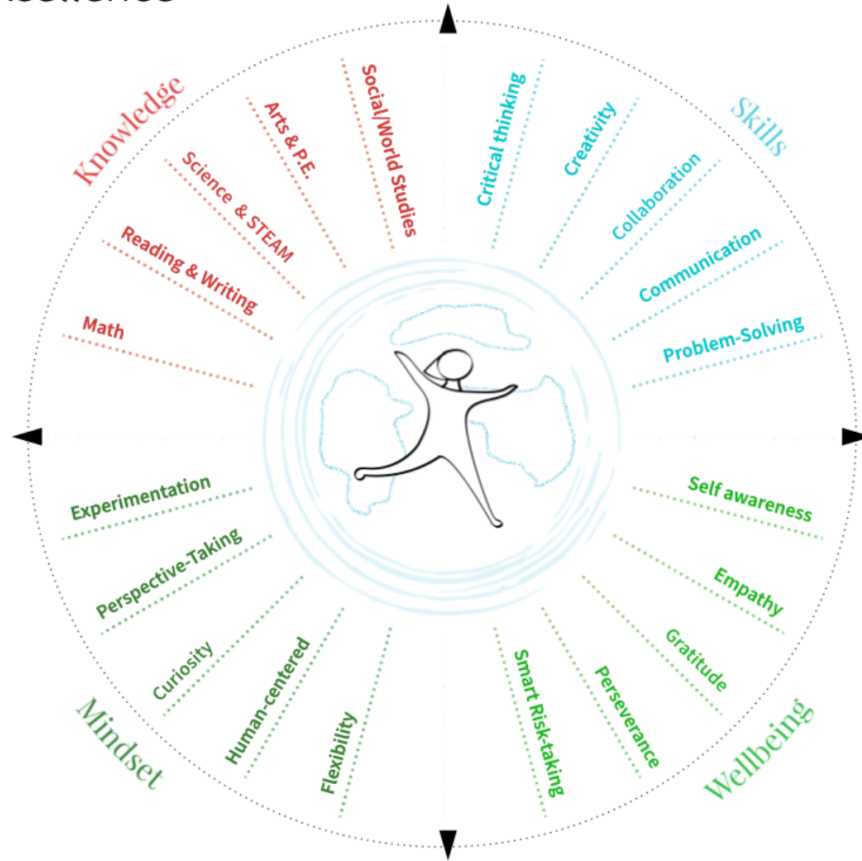 Knowledge
Math
Reading & Writing
Science & STEAM
Arts & P.E.
Social/World Studies
Skills
Critical thinking
Creativity
Collaboration
Communication
Problem-Solving
Wellbeing
Self awareness
Empathy
Gratitude
Perseverance
Smart Risk-taking
Mindset
Experimentation
Perspective-Taking
Curiosity
Human-centered
Flexibility